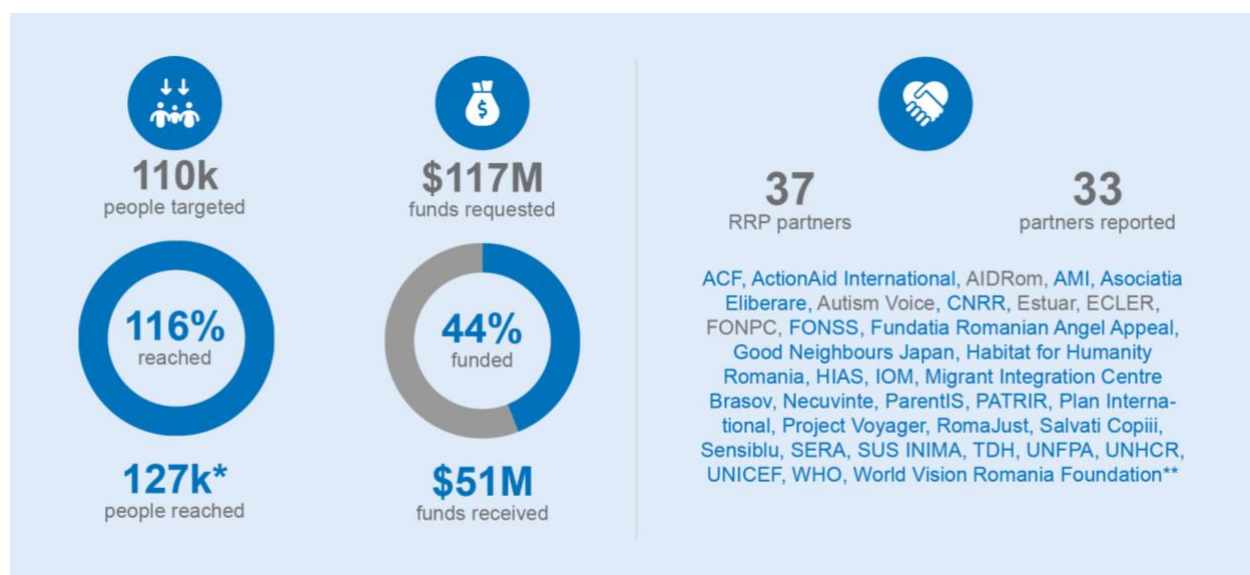 110k
people targeted
116%
reached
127k*
people reached
$
$117M
funds requested
44%
funded
$51M
funds received
37
RRP partners
33
partners reported
ACF, ActionAid International, AIDRom, AMI, Asociatia
Eliberare, Autism Voice, CNRR, Estuar, ECLER,
FONPC, FONSS, Fundatia Romanian Angel Appeal,
Good Neighbours Japan, Habitat for Humanity
Romania, HIAS, IOM, Migrant Integration Centre
Brasov, Necuvinte, ParentIS, PATRIR, Plan Interna-
tional, Project Voyager, RomaJust, Salvati Copiii,
Sensiblu, SERA, SUS INIMA, TDH, UNFPA, UNHCR,
UNICEF, WHO, World Vision Romania Foundation**